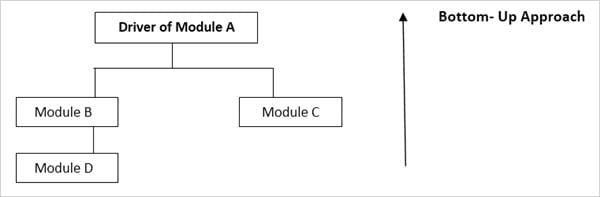 Driver of Module A
Bottom- Up Approach
Module B
Module C
Module D